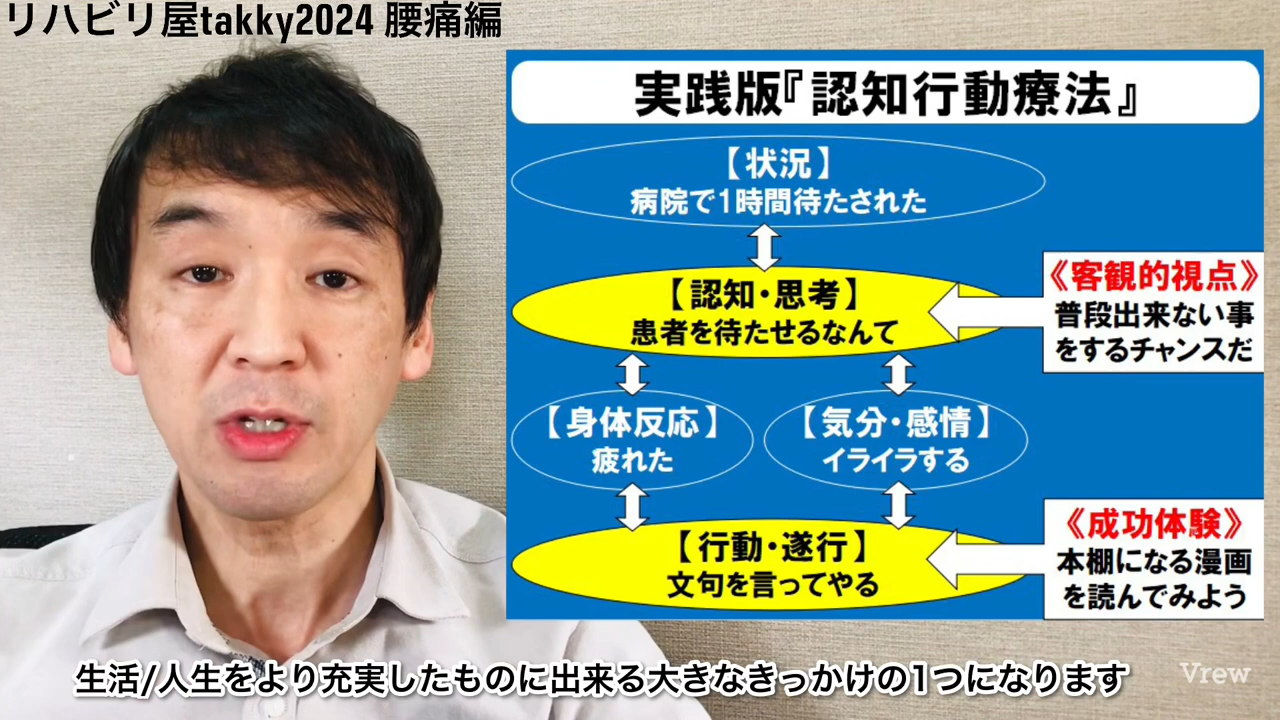 リハビリ屋takky2024 腰痛編
実践版『認知行動療法』
【状況】
病院で1時間待たされた
【認知・思考】
患者を待たせるなんて
《客観的視点》
普段出来ない事
をするチャンスだ
【身体反応】
疲れた
【気分・感情】
イライラする
【行動・遂行】
文句を言ってやる
《成功体験》
本棚になる漫画
を読んでみよう
生活/人生をより充実したものに出来る大きなきっかけの1つになります
Vrew